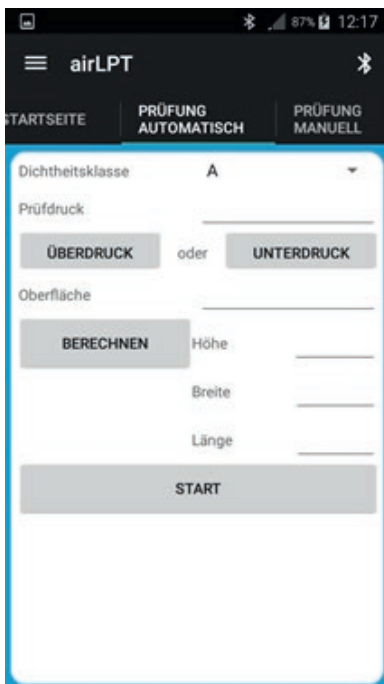 87% 12:17
airLPT
STARTSEITE
PRÜFUNG
AUTOMATISCH
PRÜFUNG
MANUELL
Dichtheitsklasse A
Prüfdruck
ÜBERDRUCK oder UNTERDRUCK
Oberfläche
BERECHNEN Höhe
Breite
Länge
START